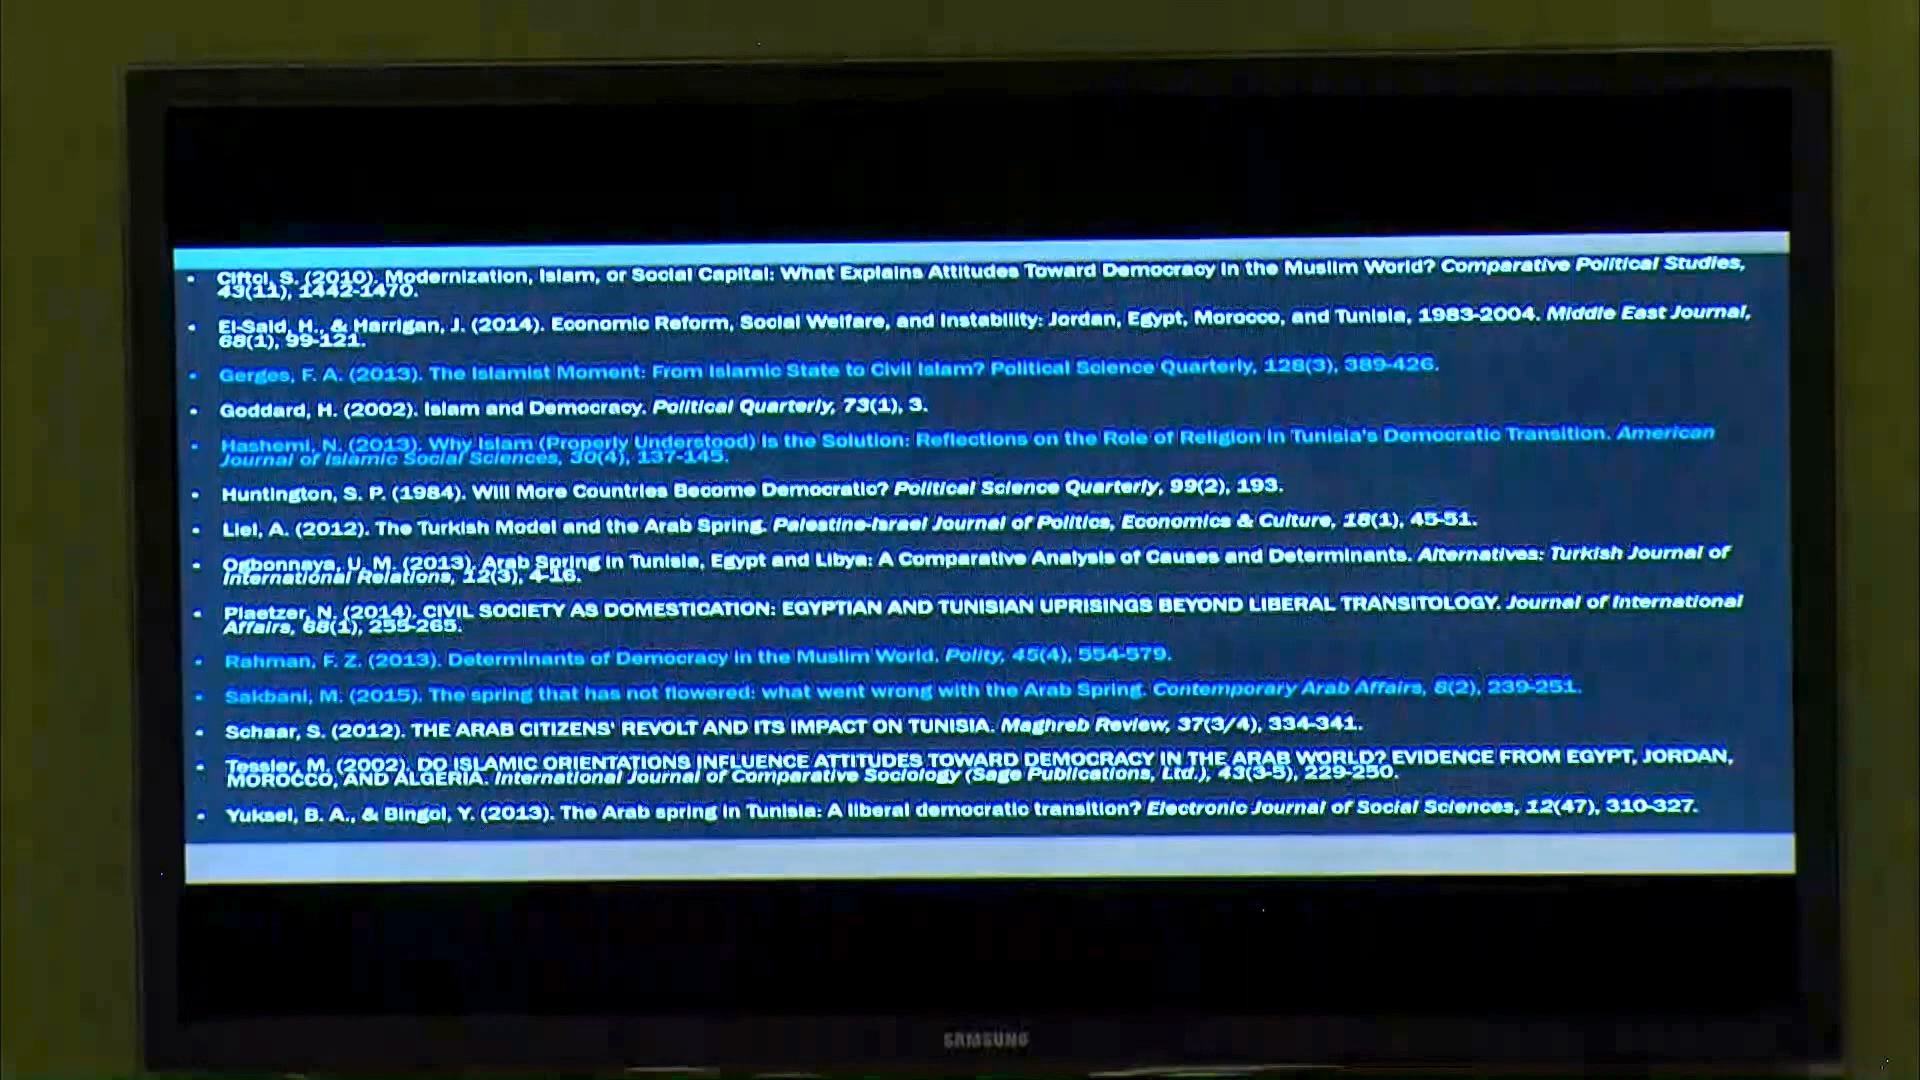 • Ciftci, S. (2010). Modernization, Islam, or Social Capital: What Explains Attitudes Toward Democracy in the Muslim World? Comparative Political Studies,
43(11), 1442-1470.
• El-Said, H., & Harrigan, J. (2014). Economic Reform, Social Welfare, and Instability: Jordan, Egypt, Morocco, and Tunisia, 1983-2004. Middle East Journal,
68(1), 99-121.
• Gerges, F. A. (2013). The Islamist Moment: From Islamic State to Civil Islam? Political Science Quarterly, 128(3), 389-426.
• Goddard, H. (2002). Islam and Democracy. Political Quarterly, 73(1), 3.
• Hashemi, N. (2013). Why Islam (Properly Understood) Is the Solution: Reflections on the Role of Religion in Tunisia's Democratic Transition. American
Journal of Islamic Social Sciences, 30(4), 137-145.
• Huntington, S. P. (1984). Will More Countries Become Democratic? Political Science Quarterly, 99(2), 193.
• Liel, A. (2012). The Turkish Model and the Arab Spring. Palestine-Israel Journal of Politics, Economics & Culture, 18(1), 45-51.
• Ogbonnaya, U. M. (2013). Arab Spring in Tunisia, Egypt and Libya: A Comparative Analysis of Causes and Determinants. Alternatives: Turkish Journal of
International Relations, 12(3), 4-16.
• Plaetzer, N. (2014). CIVIL SOCIETY AS DOMESTICATION: EGYPTIAN AND TUNISIAN UPRISINGS BEYOND LIBERAL TRANSITOLOGY. Journal of International
Affairs, 68(1), 255-265.
• Rahman, F. Z. (2013). Determinants of Democracy in the Muslim World. Polity, 45(4), 554-579.
• Sakbani, M. (2015). The spring that has not flowered: what went wrong with the Arab Spring. Contemporary Arab Affairs, 8(2), 239-251.
• Schaar, S. (2012). THE ARAB CITIZENS' REVOLT AND ITS IMPACT ON TUNISIA. Maghreb Review, 37(3/4), 334-341.
• Tessler, M. (2002). DO ISLAMIC ORIENTATIONS INFLUENCE ATTITUDES TOWARD DEMOCRACY IN THE ARAB WORLD? EVIDENCE FROM EGYPT, JORDAN,
MOROCCO, AND ALGERIA. International Journal of Comparative Sociology (Sage Publications, Ltd.), 43(3-5), 229-250.
• Yuksel, B. A., & Bingol, Y. (2013). The Arab spring in Tunisia: A liberal democratic transition? Electronic Journal of Social Sciences, 12(47), 310-327.
SAMSUNG